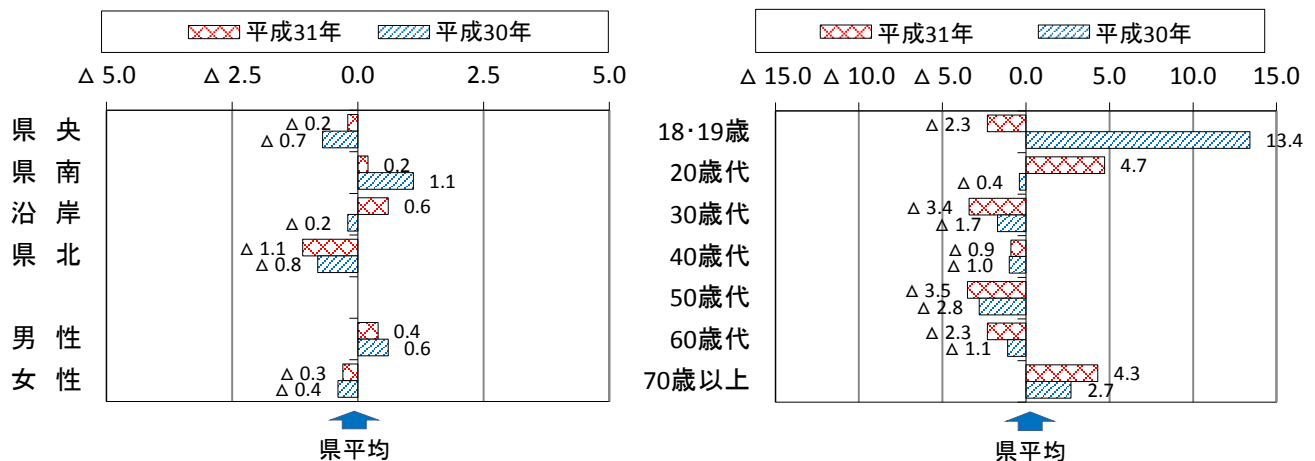 平成31年 平成30年
△ 5.0 △ 2.5 0.0 2.5 5.0
県 央 △ 0.2
△ 0.7
県 南 0.2
1.1
沿 岸 0.6
△ 0.2
県 北 △ 1.1
△ 0.8
男 性 0.4
0.6
女 性 △ 0.3
△ 0.4
県平均
平成31年 平成30年
△ 15.0 △ 10.0 △ 5.0 0.0 5.0 10.0 15.0
18･19歳 △ 2.3
13.4
20歳代 4.7
△ 0.4
30歳代 △ 3.4
△ 1.7
40歳代 △ 0.9
△ 1.0
50歳代 △ 3.5
△ 2.8
60歳代 △ 2.3
△ 1.1
70歳以上 4.3
2.7
県平均